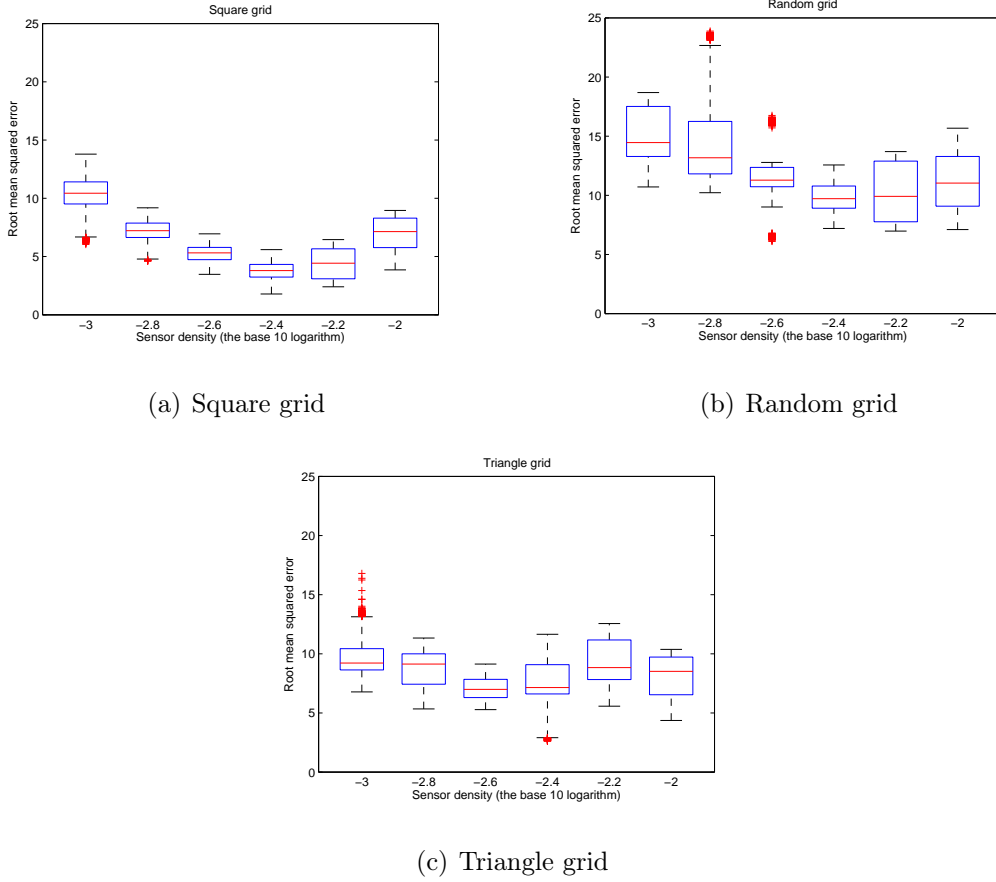 Square grid
25
20
15
10
5
0
Root mean squared error
−3 −2.8 −2.6 −2.4 −2.2 −2
Sensor density (the base 10 logarithm)
(a) Square grid
Random grid
25
20
15
10
5
0
Root mean squared error
−3 −2.8 −2.6 −2.4 −2.2 −2
Sensor density (the base 10 logarithm)
(b) Random grid
Triangle grid
25
20
15
10
5
0
Root mean squared error
−3 −2.8 −2.6 −2.4 −2.2 −2
Sensor density (the base 10 logarithm)
(c) Triangle grid